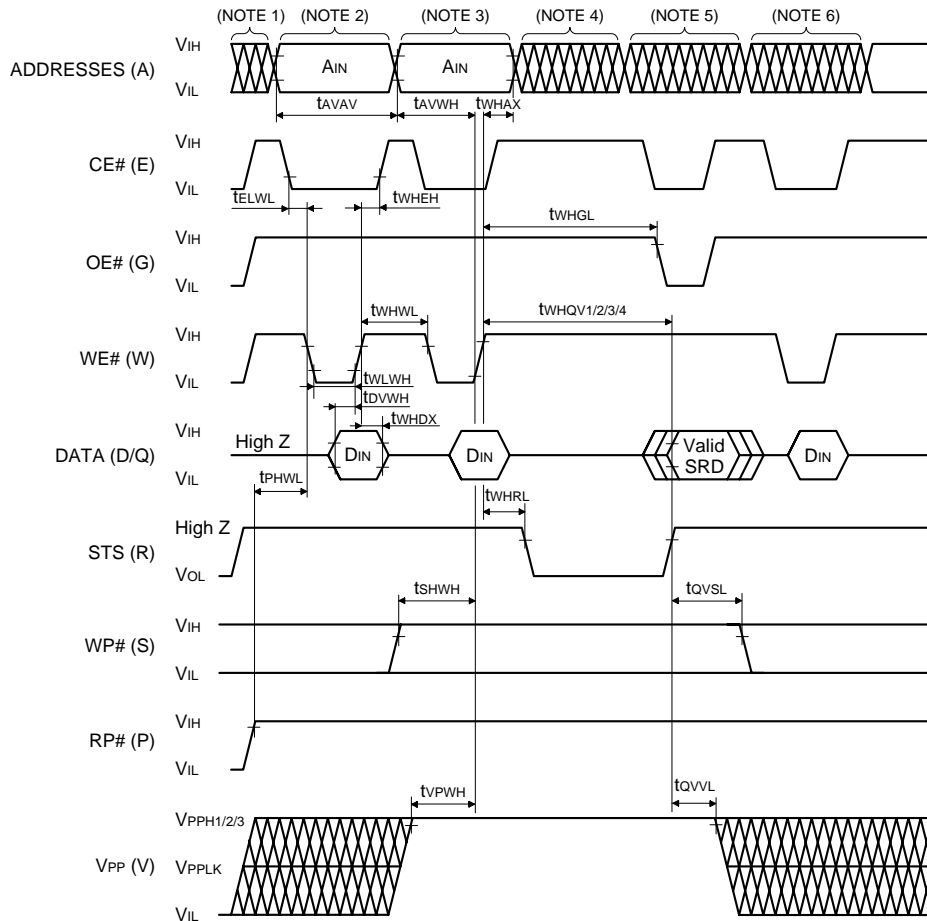 (NOTE 1) (NOTE 2) (NOTE 3) (NOTE 4) (NOTE 5) (NOTE 6)
ADDRESSES (A)
VIH
AIN AIN
VIL
tAVAV tAVWH tWHAX
CE# (E)
VIH
VIL
tELWL tWHEH
tWHGL
OE# (G)
VIH
VIL
tWHWL tWHQV1/2/3/4
WE# (W)
VIH
VIL
tWLWH
tDVWH
tWHDX
DATA (D/Q)
VIH
High Z DIN DIN Valid SRD DIN
VIL
tPHWL
tWHRL
STS (R)
High Z
VOL
tSHWH tQVSL
WP# (S)
VIH
VIL
RP# (P)
VIH
VIL
tVPWH tQVVL
VPP (V)
VPPH1/2/3
VPPLK
VIL